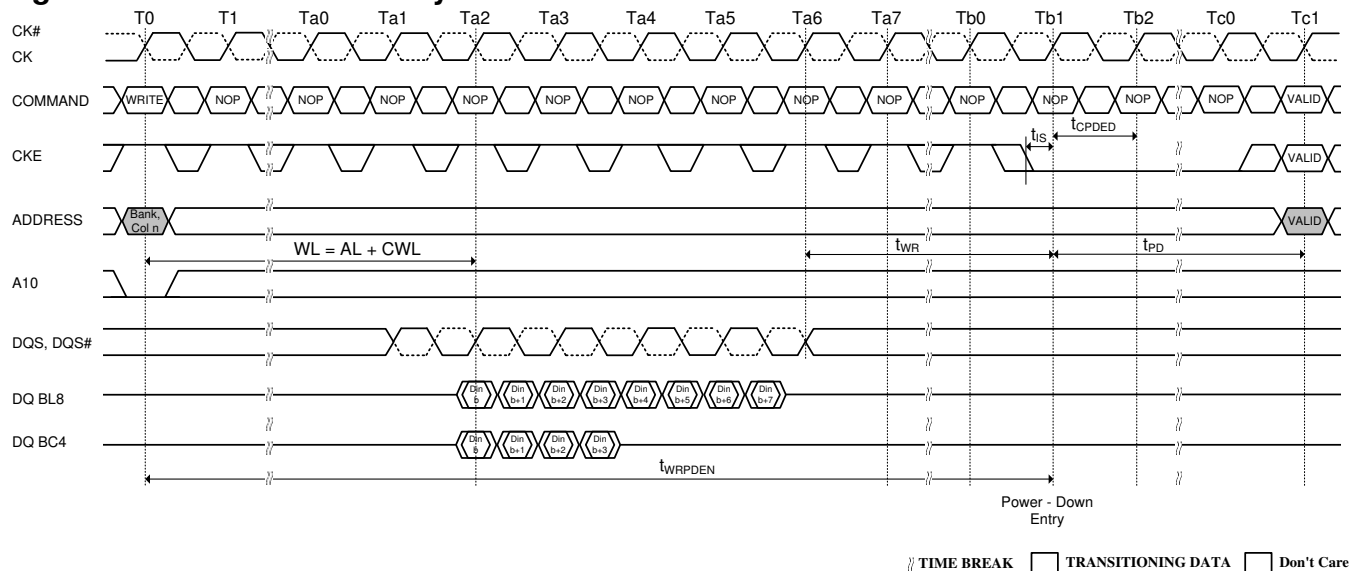 T0 T1 Ta0 Ta1 Ta2 Ta3 Ta4 Ta5 Ta6 Ta7 Tb0 Tb1 Tb2 Tc0 Tc1
CK#
CK
COMMAND WRITE NOP NOP NOP NOP NOP NOP NOP NOP NOP NOP NOP NOP NOP VALID
tIS tCPDED
CKE VALID
ADDRESS Bank, Col n VALID
WL = AL + CWL tWR tPD
A10
DQS, DQS#
DQ BL8 Din b Din b+1 Din b+2 Din b+3 Din b+4 Din b+5 Din b+6 Din b+7
DQ BC4 Din b Din b+1 Din b+2 Din b+3
tWRPDEN
Power - Down
Entry
TIME BREAK TRANSITIONING DATA Don't Care